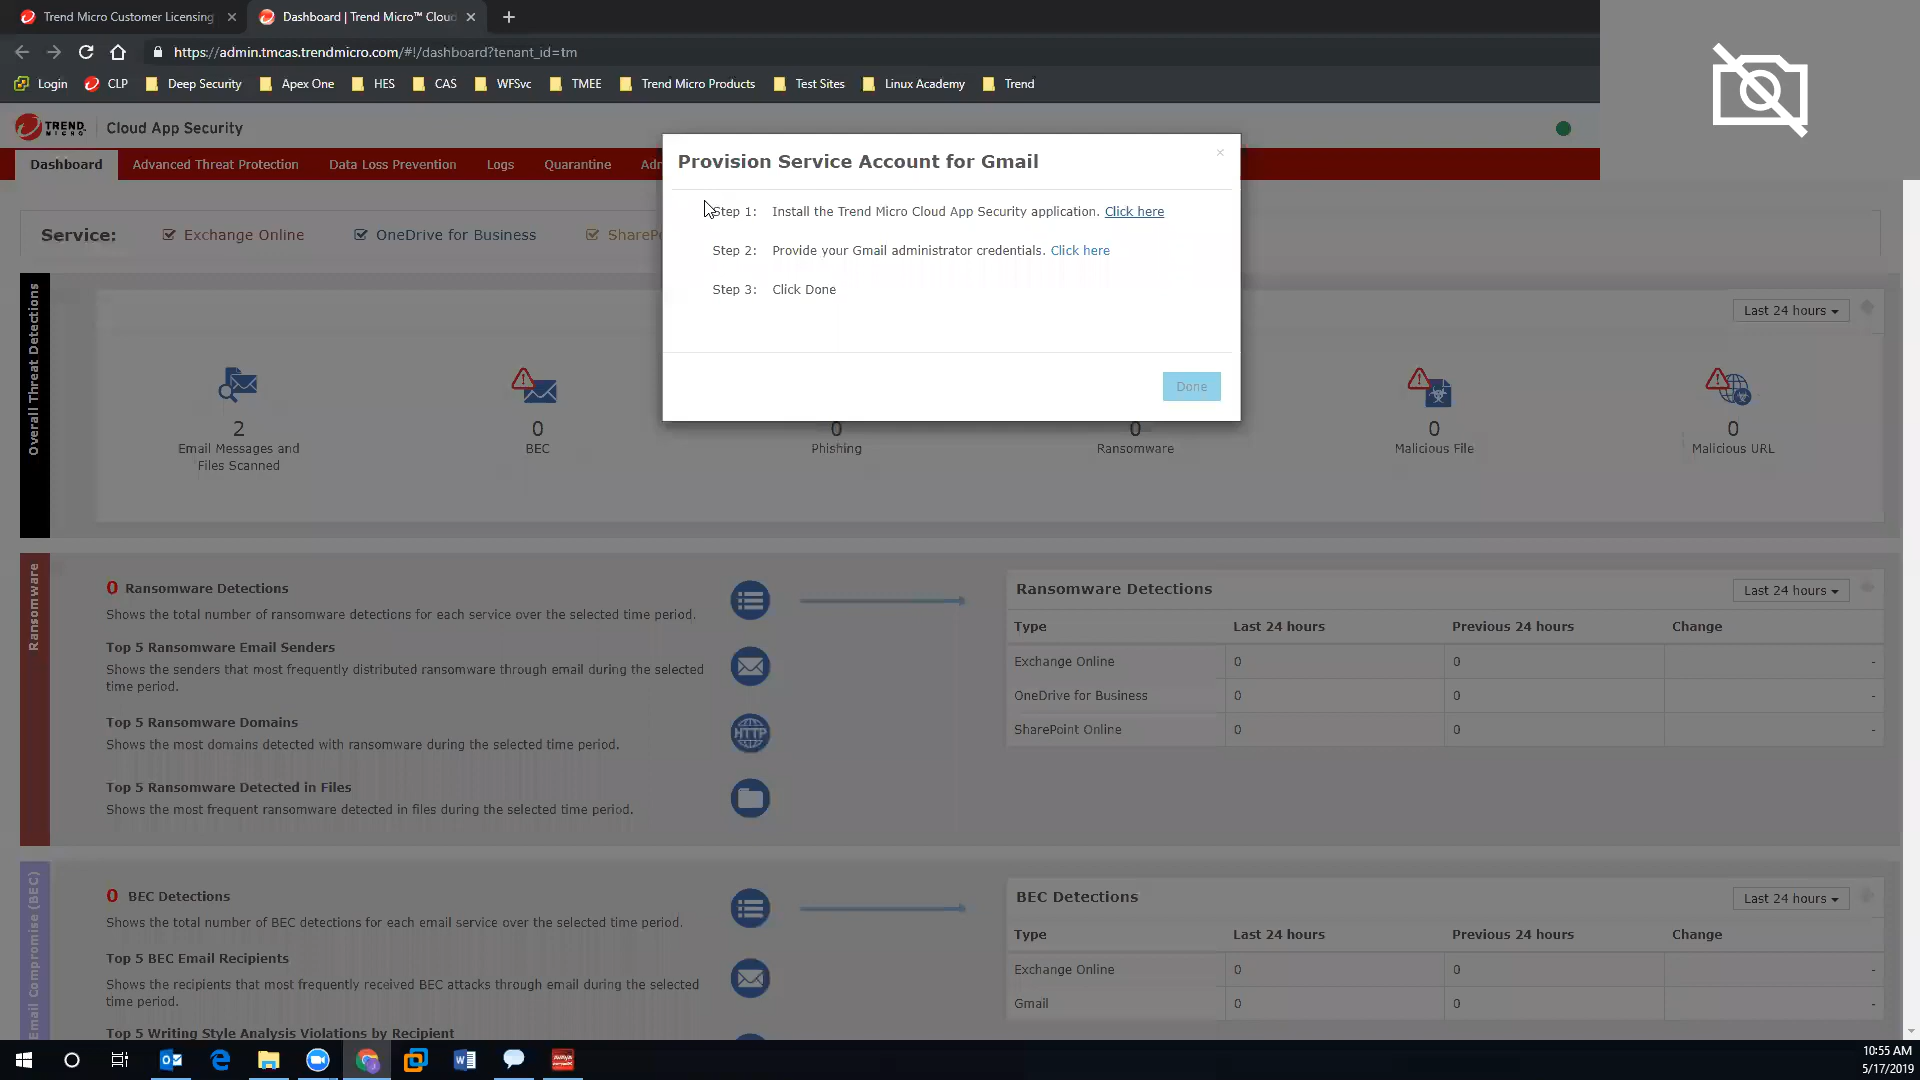 Trend Micro Customer Licensing
Dashboard | Trend Micro™ Cloud
https://admin.tmcas.trendmicro.com/#!/dashboard?tenant_id=tm
Login CLP Deep Security Apex One HES CAS WFSvc TMEE Trend Micro Products Test Sites Linux Academy Trend
TREND MICRO Cloud App Security
Dashboard Advanced Threat Protection Data Loss Prevention Logs Quarantine
Provision Service Account for Gmail
Step 1: Install the Trend Micro Cloud App Security application. Click here
Step 2: Provide your Gmail administrator credentials. Click here
Step 3: Click Done
Done
Service: Exchange Online OneDrive for Business
Overall Threat Detections
Last 24 hours
2 0 0 0 0 0
Email Messages and BEC Phishing Ransomware Malicious File Malicious URL
Files Scanned
Ransomware
0 Ransomware Detections
Shows the total number of ransomware detections for each service over the selected time period.
Top 5 Ransomware Email Senders
Shows the senders that most frequently distributed ransomware through email during the selected
time period.
Top 5 Ransomware Domains
Shows the most domains detected with ransomware during the selected time period.
HTTP
Top 5 Ransomware Detected in Files
Shows the most frequent ransomware detected in files during the selected time period.
Ransomware Detections Last 24 hours
Type Last 24 hours Previous 24 hours Change
Exchange Online 0 0 -
OneDrive for Business 0 0 -
SharePoint Online 0 0 -
Email Compromise (BEC)
0 BEC Detections
Shows the total number of BEC detections for each email service over the selected time period.
Top 5 BEC Email Recipients
Shows the recipients that most frequently received BEC attacks through email during the selected
time period.
Top 5 Writing Style Analysis Violations by Recipient
BEC Detections Last 24 hours
Type Last 24 hours Previous 24 hours Change
Exchange Online 0 0 -
Gmail 0 0 -
AVAYA
10:55 AM
5/17/2019